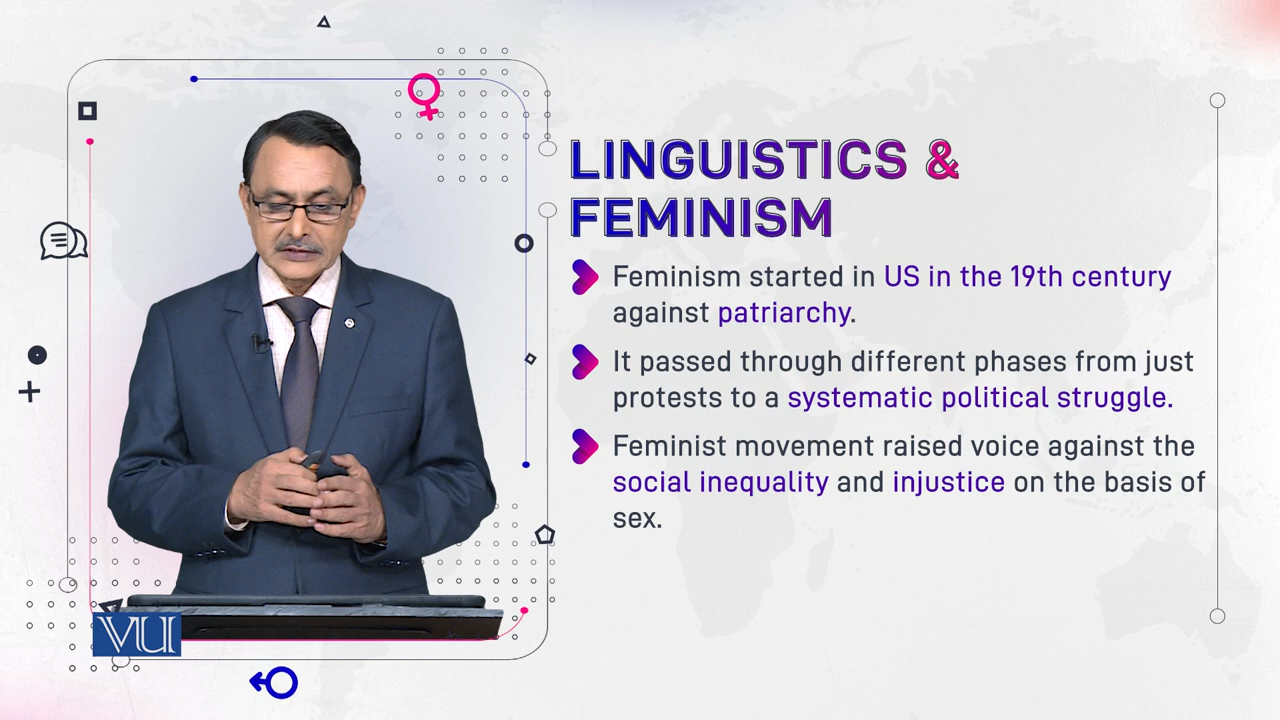 LINGUISTICS &
FEMINISM
Feminism started in US in the 19th century
against patriarchy.
It passed through different phases from just
protests to a systematic political struggle.
Feminist movement raised voice against the
social inequality and injustice on the basis of
sex.
VU